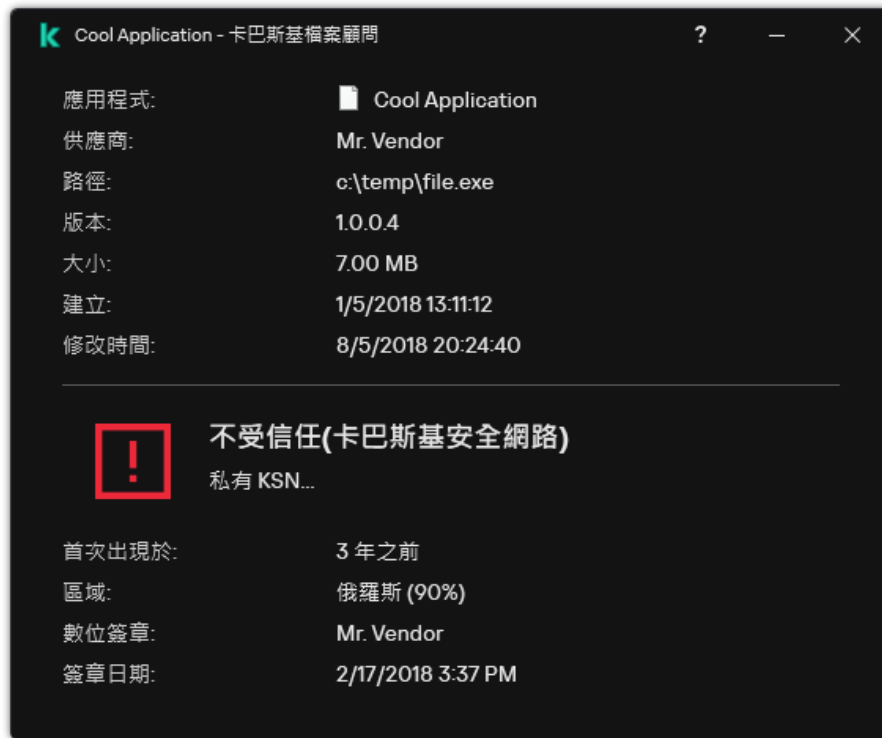 Cool Application - 卡巴斯基檔案顧問 ?
應用程式: Cool Application
供應商: Mr. Vendor
路徑: c:\temp\file.exe
版本: 1.0.0.4
大小: 7.00 MB
建立: 1/5/2018 13:11:12
修改時間: 8/5/2018 20:24:40
不受信任(卡巴斯基安全網路)
私有 KSN...
首次出現於: 3 年之前
區域: 俄羅斯 (90%)
數位簽章: Mr. Vendor
簽章日期: 2/17/2018 3:37 PM